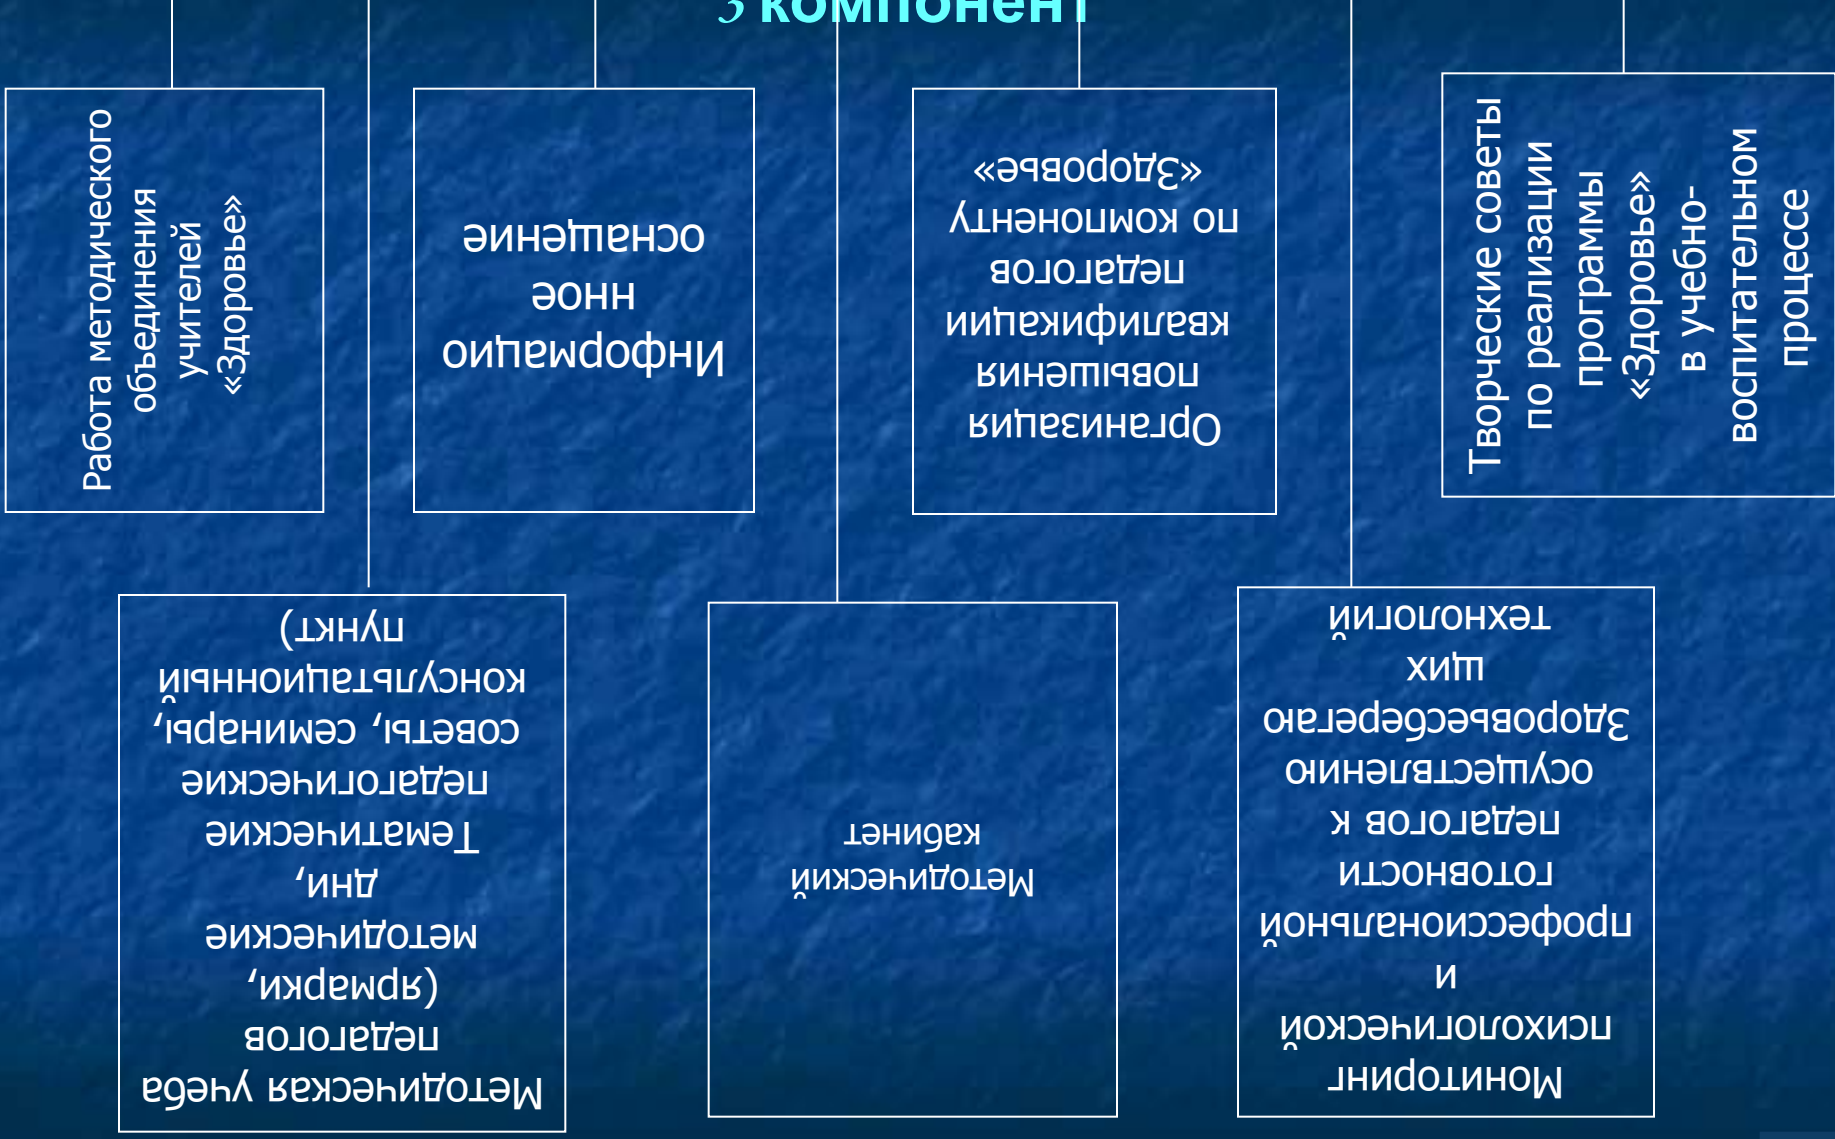 3 компонент
Работа методического
объединения
учителей
«Здоровье»
Информацио
нное
оснащение
Организация
повышения
квалификации
педагогов
по компоненту
«Здоровье»
Творческие советы
по реализации
программы
«Здоровье»
в учебно-
воспитательном
процессе
Методическая учеба
педагогов
(ярмарки,
методические
дни,
Тематические
педагогические
советы, семинары,
консультационный
пункт)
Методический
кабинет
Мониторинг
психологической
и
профессиональной
готовности
педагогов к
осуществлению
Здоровьесберегаю
щих
технологий